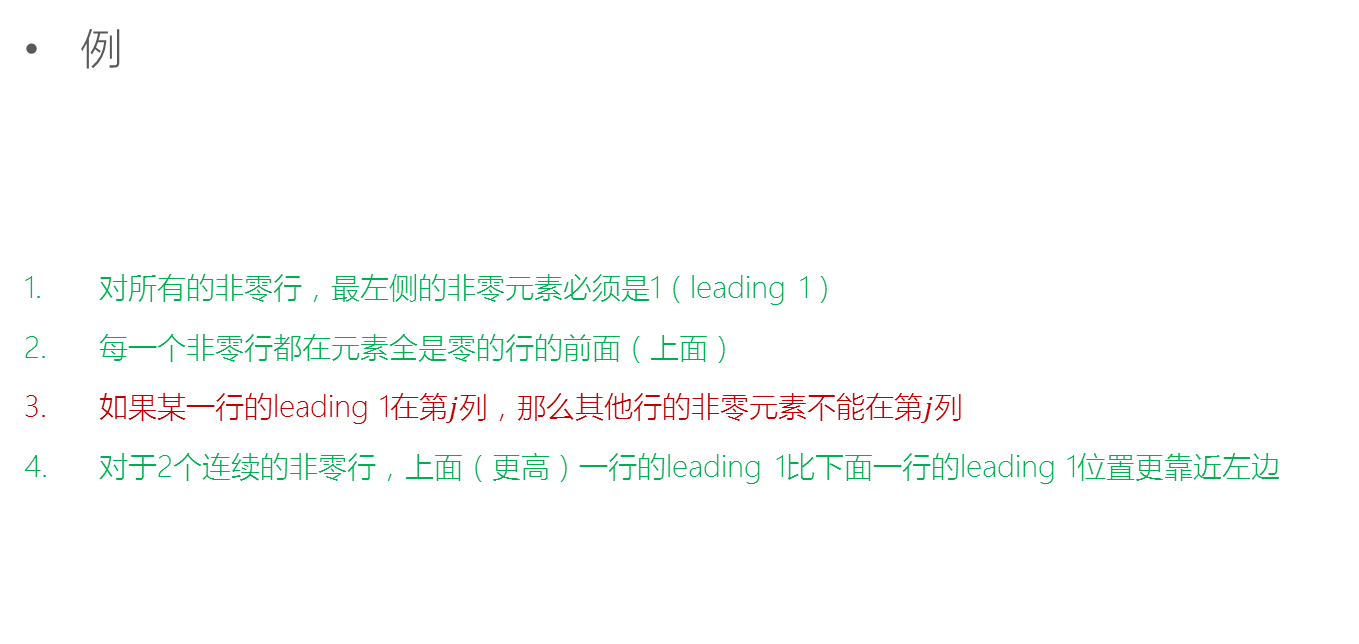 • 例
1. 对所有的非零行，最左侧的非零元素必须是1（leading 1）
2. 每一个非零行都在元素全是零的行的前面（上面）
3. 如果某一行的leading 1在第j列，那么其他行的非零元素不能在第j列
4. 对于2个连续的非零行，上面（更高）一行的leading 1比下面一行的leading 1位置更靠近左边